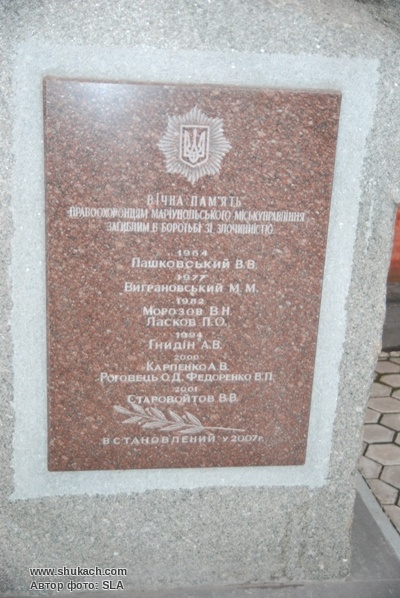 ВІЧНА ПАМ'ЯТЬ
ПРАВООХОРОНЦЯМ МАРІУПОЛЬСЬКОГО МІСЬКУПРАВЛІННЯ
ЗАГИБЛИМ В БОРОТЬБІ ЗІ ЗЛОЧИННІСТЮ
1964
ПАШКОВСЬКИЙ В.В.
1977
ВИГРАНОВСЬКИЙ М.М.
1982
МОРОЗОВ В.Н.
ЛАСКОВ П.О.
1994
ГНИДІН А.В.
2000
КАРПЕНКО А.В.
РОГОВЕЦЬ О.Д. ФЕДОРЕНКО В.П.
2001
СТАРОВОЙТОВ В.В.
ВСТАНОВЛЕНИЙ У 2007г.
www.shukach.com
Автор фото: SLA